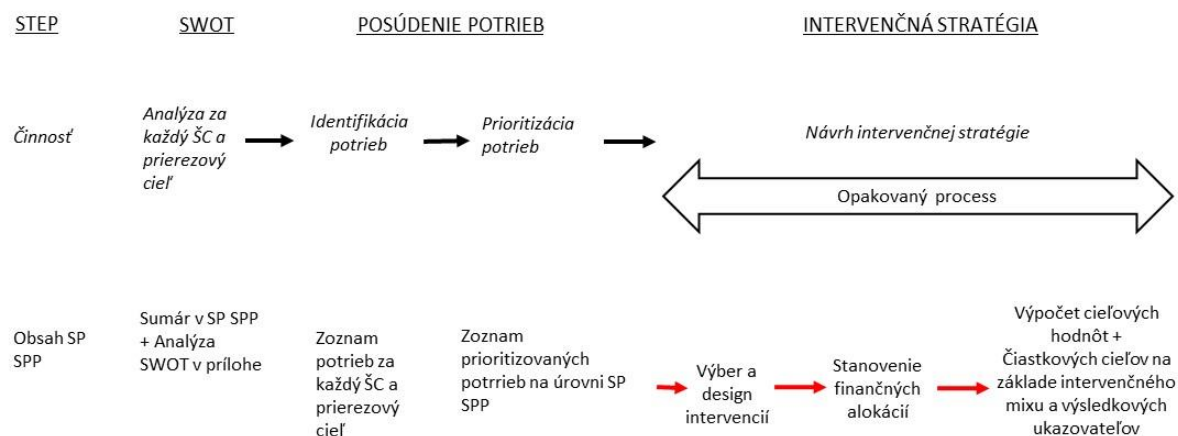 STEP
SWOT
POSÚDENIE POTRIEB
INTERVENČNÁ STRATÉGIA
Činnosť
Analýza za
každý ŠC a
prierezový
cieľ
Identifikácia
potrieb
Prioritizácia
potrieb
Návrh intervenčnej stratégie
Opakovaný process
Obsah SP
SPP
Sumár v SP SPP
+ Analýza
SWOT v prílohe
Zoznam
potrieb za
každý ŠC a
prierezový
cieľ
Zoznam
prioritizovaných
potrrieb na úrovni SP
SPP
Výber a
design
intervencií
Stanovenie
finančných
alokácií
Výpočet cieľových
hodnôt +
Čiastkových cieľov na
základe intervenčného
mixu a výsledkových
ukazovateľov